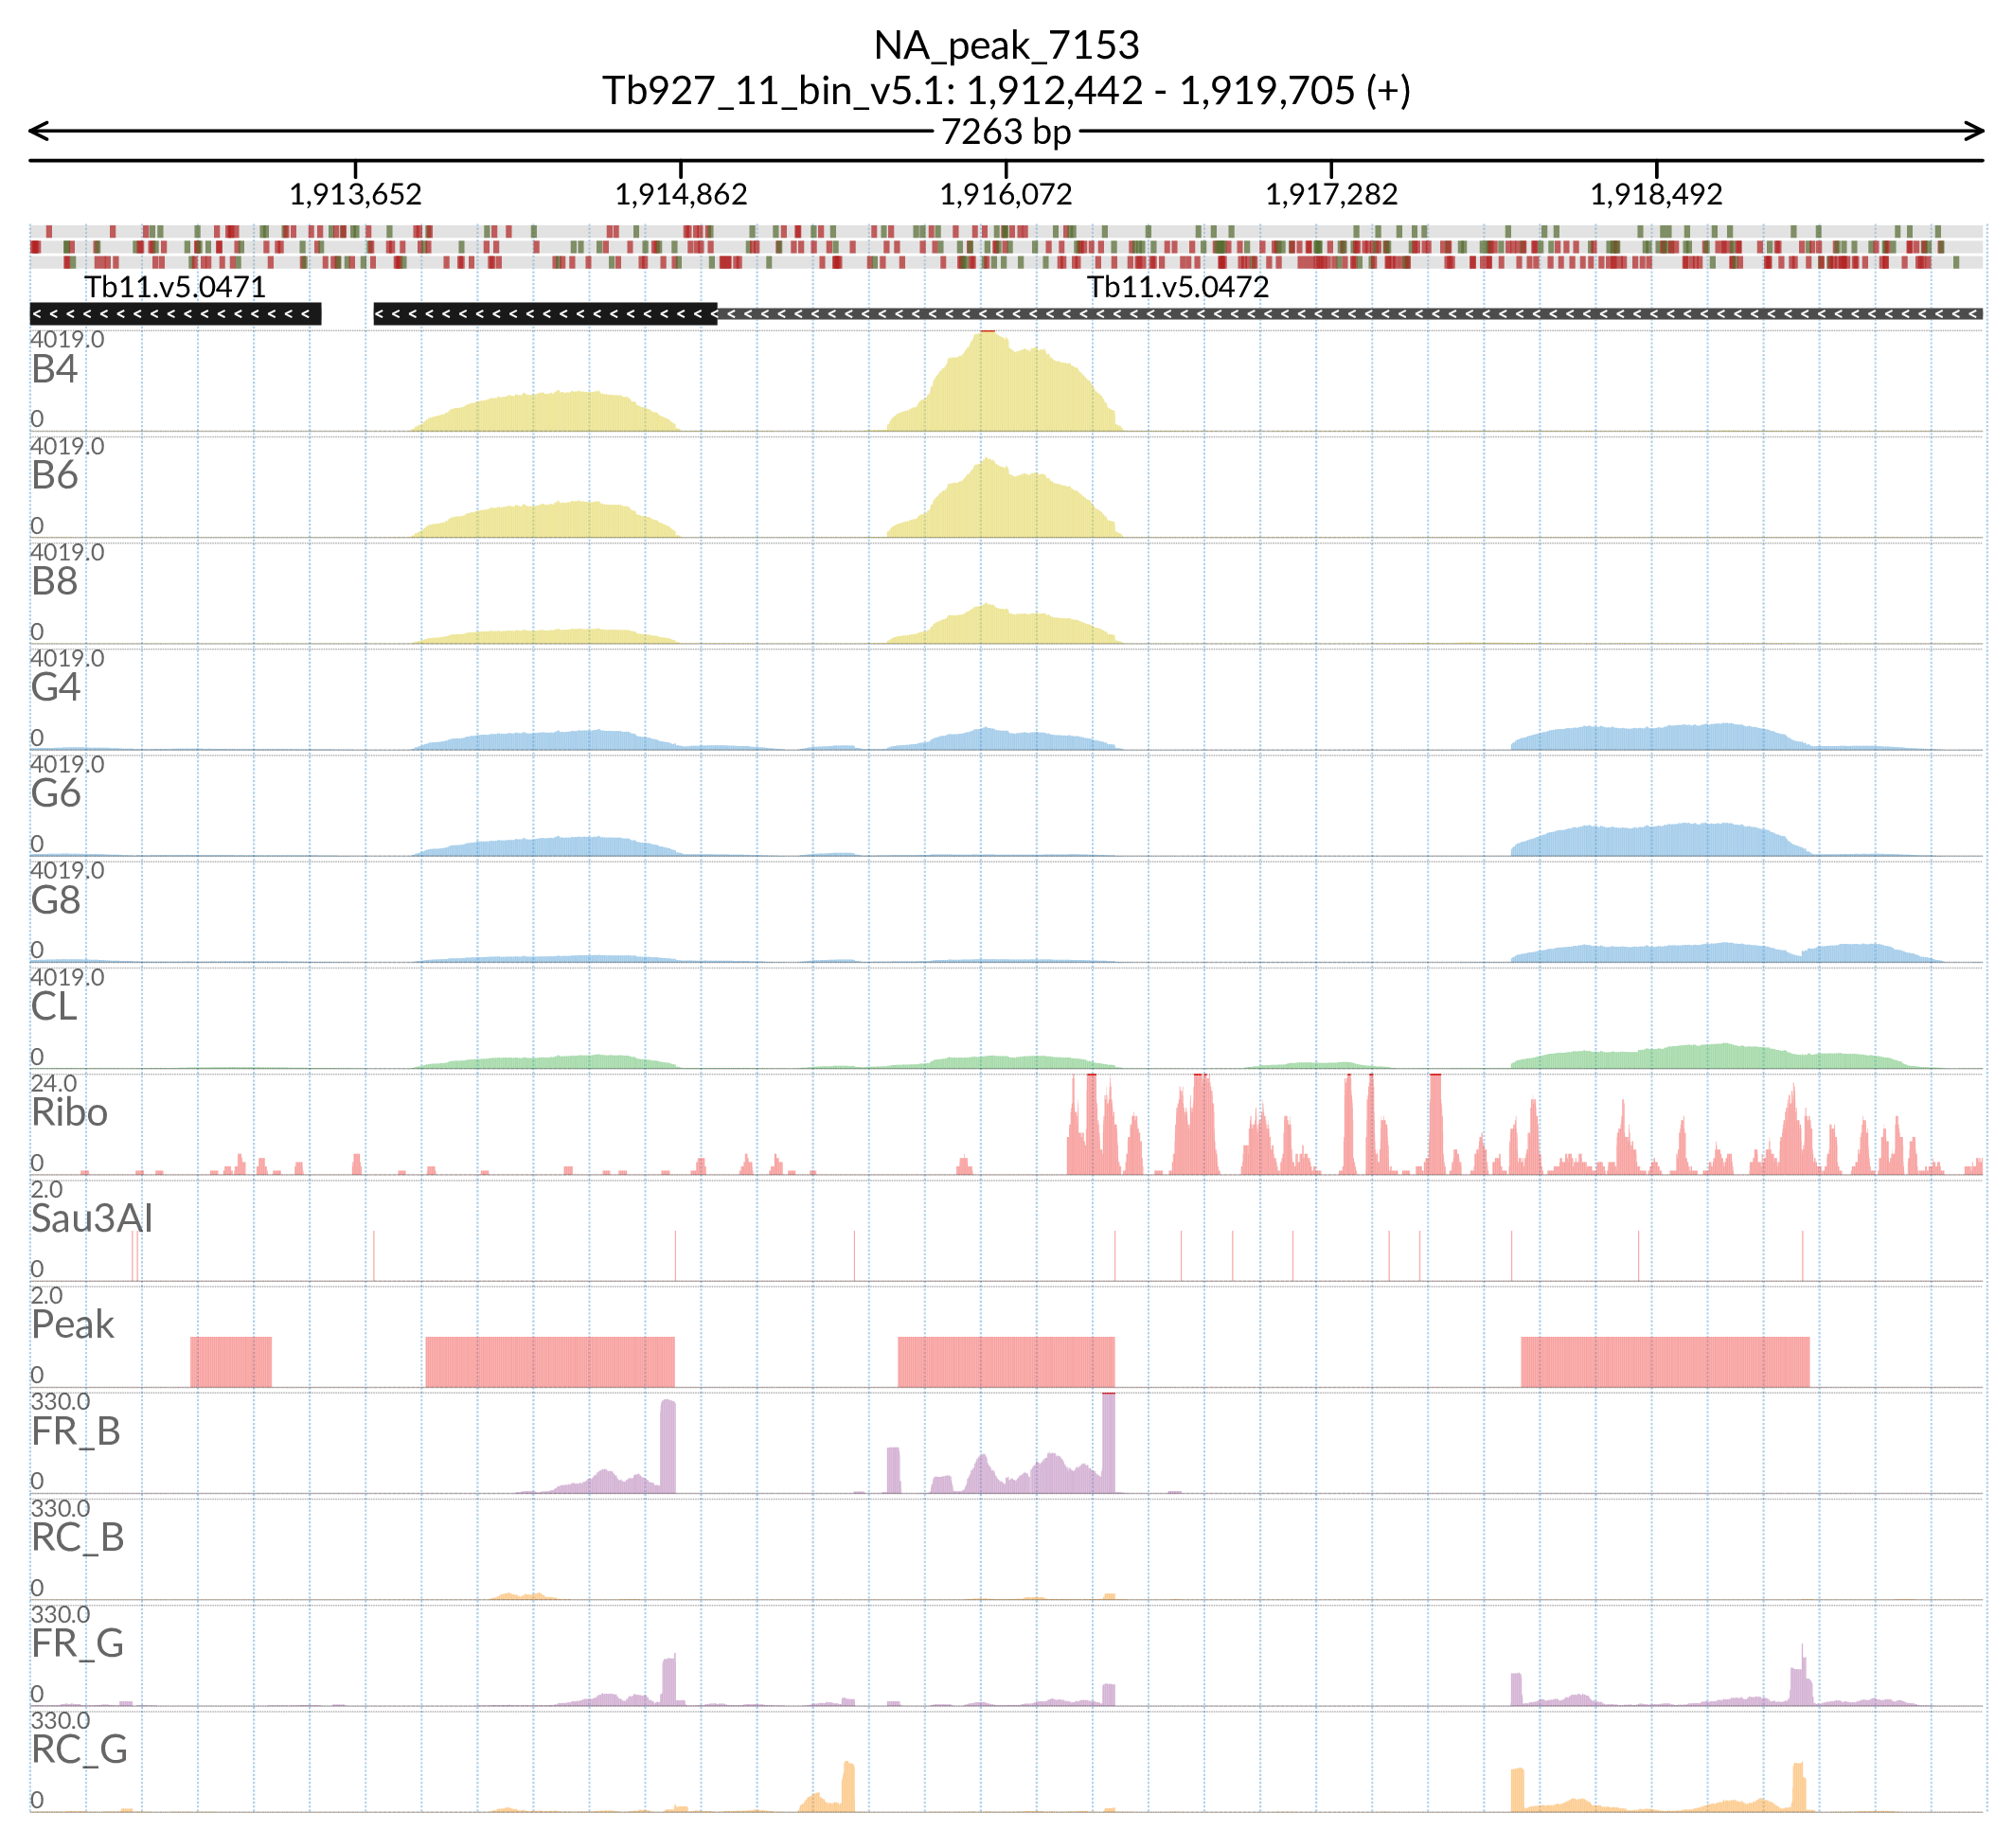 NA_peak_7153
Tb927_11_bin_v5.1: 1,912,442 - 1,919,705 (+)
7263 bp
1,913,652 1,914,862 1,916,072 1,917,282 1,918,492
Tb11.v5.0471 Tb11.v5.0472
4019.0
B4
0
4019.0
B6
0
4019.0
B8
0
4019.0
G4
0
4019.0
G6
0
4019.0
G8
0
4019.0
CL
0
24.0
Ribo
0
2.0
Sau3AI
0
2.0
Peak
0
330.0
FR_B
0
330.0
RC_B
0
330.0
FR_G
0
330.0
RC_G
0